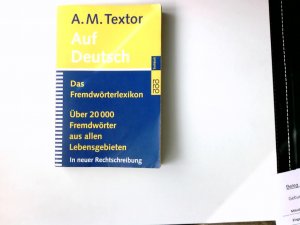 A. M. Textor
Auf
Deutsch
Das
Fremdwörterlexikon
Über 20 000
Fremdwörter
aus allen
Lebensgebieten
In neuer Rechtschreibung